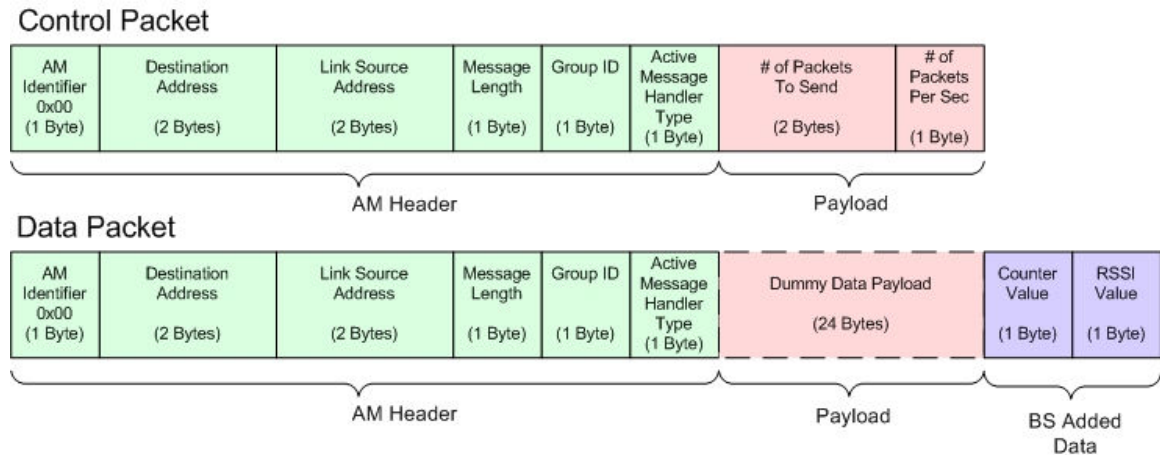 Control Packet
AM
Identifier
0x00
(1 Byte)
Destination
Address
(2 Bytes)
Link Source
Address
(2 Bytes)
Message
Length
(1 Byte)
Group ID
(1 Byte)
Active
Message
Handler
Type
(1 Byte)
# of Packets
To Send
(2 Bytes)
# of
Packets
Per Sec
(1 Byte)
AM Header
Payload
Data Packet
AM
Identifier
0x00
(1 Byte)
Destination
Address
(2 Bytes)
Link Source
Address
(2 Bytes)
Message
Length
(1 Byte)
Group ID
(1 Byte)
Active
Message
Handler
Type
(1 Byte)
Dummy Data Payload
(24 Bytes)
Counter
Value
(1 Byte)
RSSI
Value
(1 Byte)
AM Header
Payload
BS Added
Data